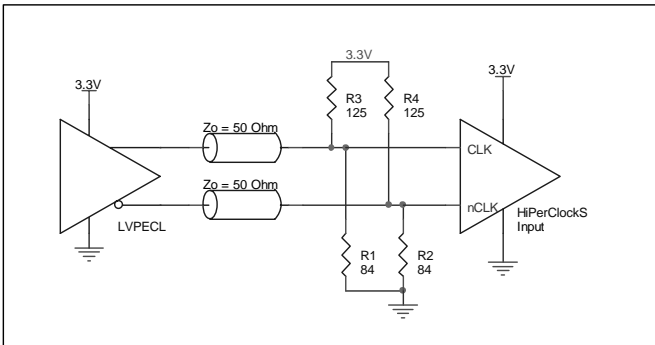 3.3V
3.3V
3.3V
R3
125
R4
125
Zo = 50 Ohm
CLK
Zo = 50 Ohm
nCLK
HiPerClockS
Input
LVPECL
R1
84
R2
84